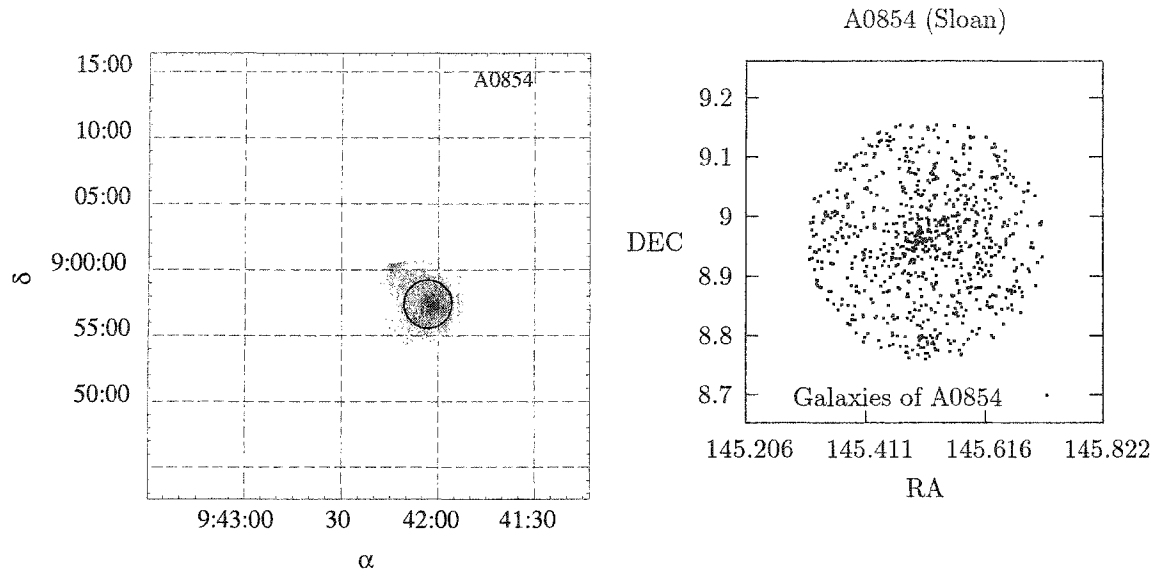 A0854
15:00
10:00
05:00
9:00:00
55:00
50:00
δ
9:43:00 30 42:00 41:30
α
A0854 (Sloan)
9.2
9.1
9
8.9
8.8
8.7
DEC
Galaxies of A0854
145.206 145.411 145.616 145.822
RA